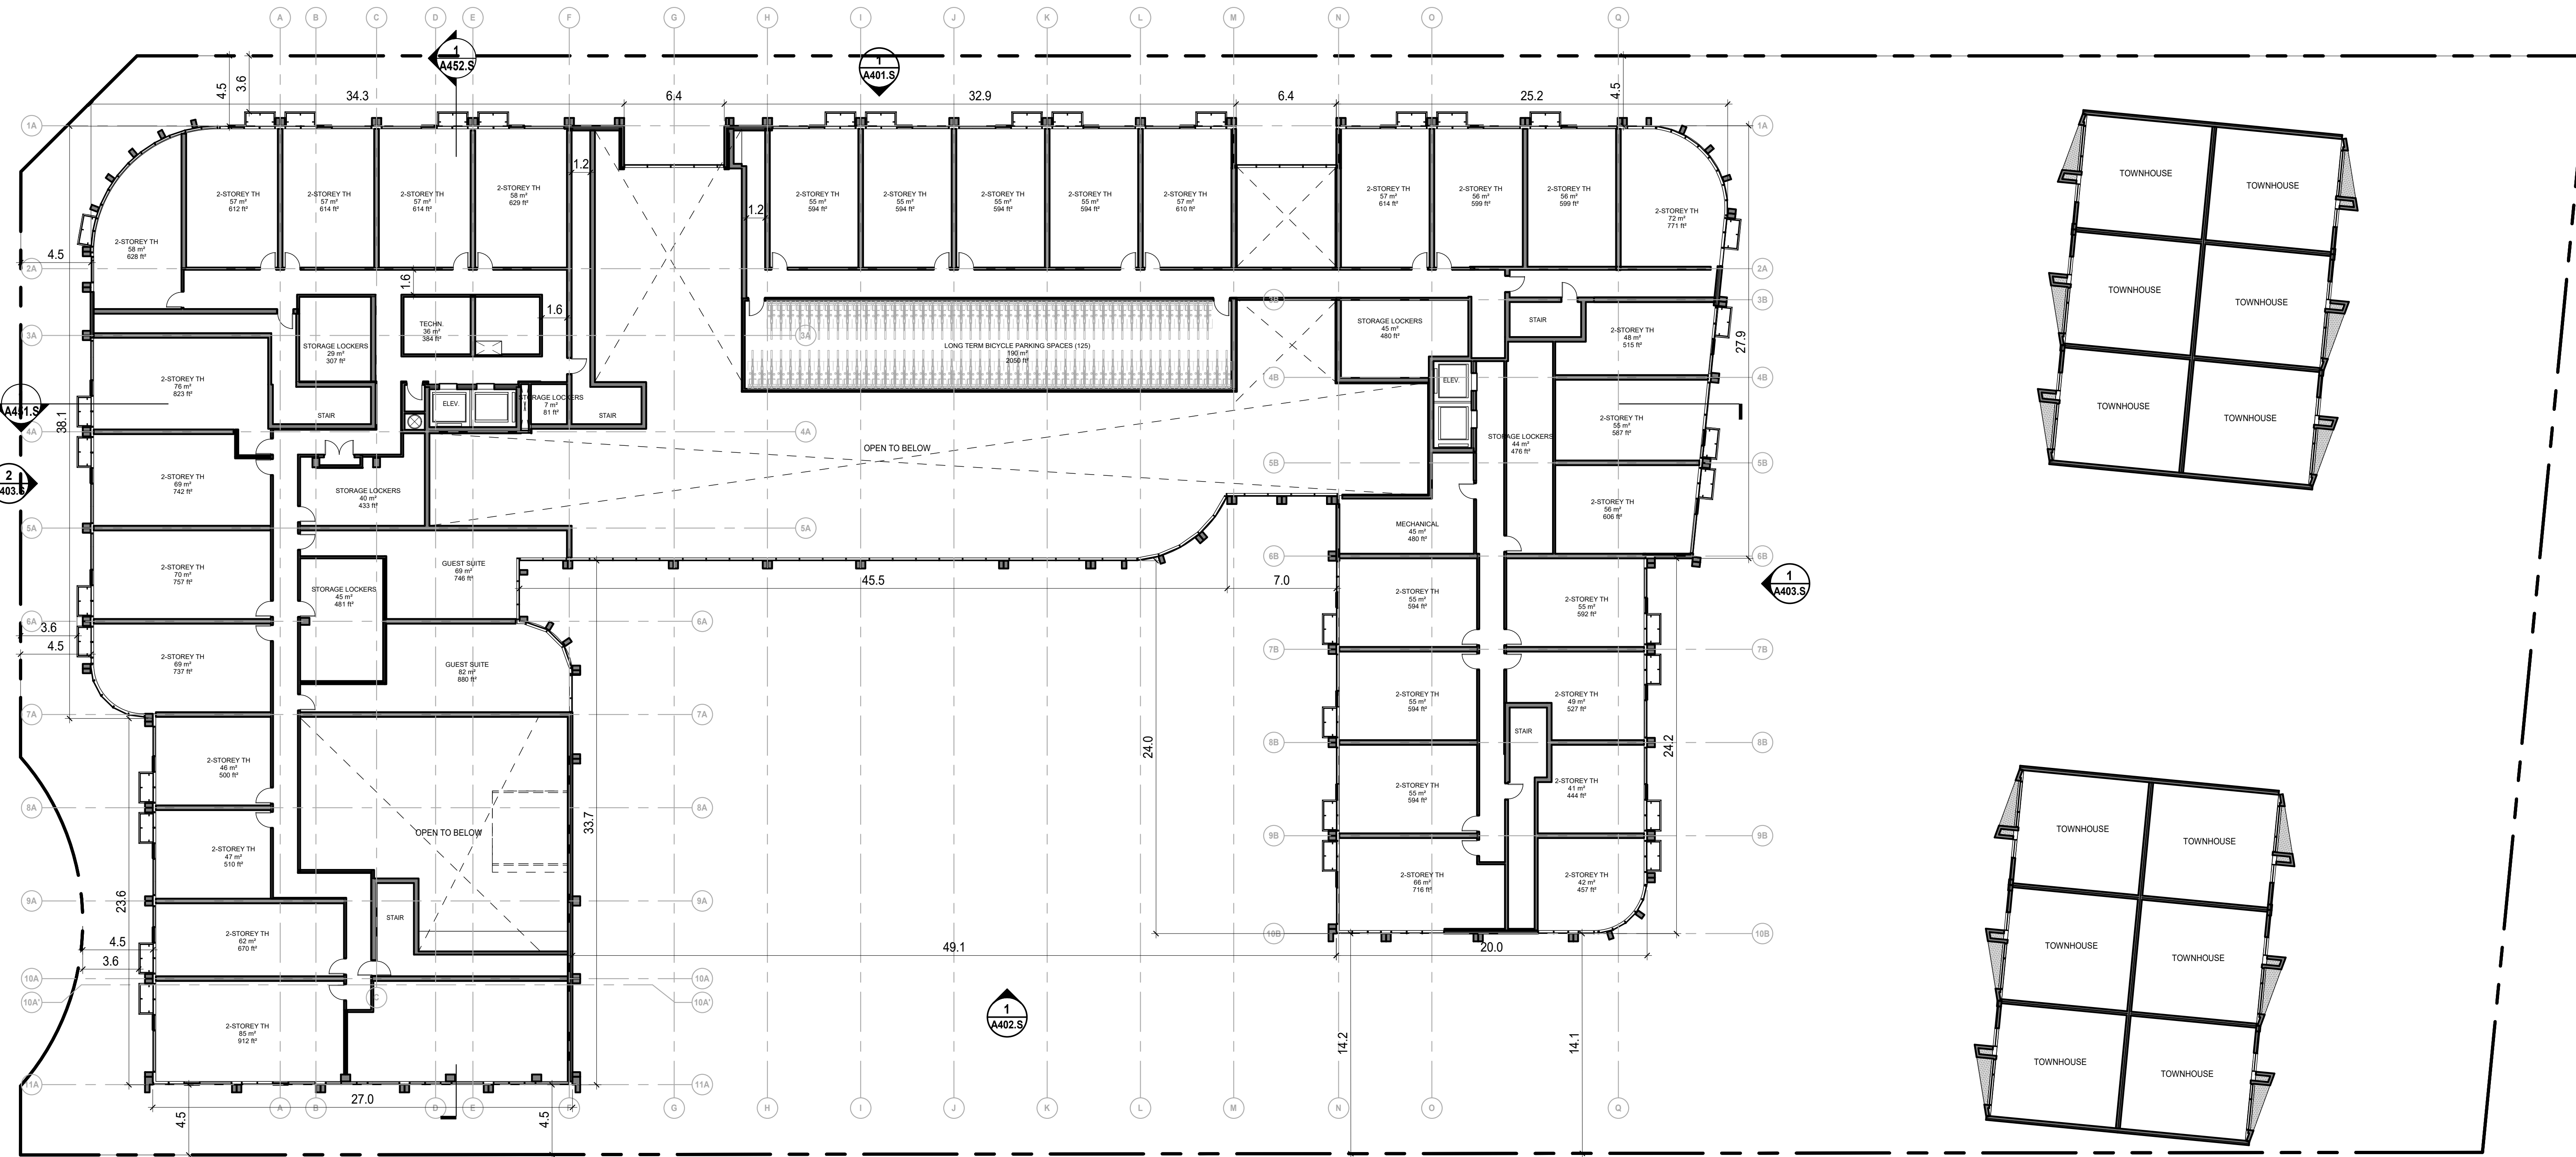 A B C D E F G H I J K L M N O Q
1
A452.S
1
A401.S
4.5
3.6
34.3
6.4
32.9
6.4
25.2
4.5
1A
1A
2-STOREY TH
58 m²
628 ft²
2-STOREY TH
57 m²
612 ft²
2-STOREY TH
57 m²
614 ft²
2-STOREY TH
57 m²
614 ft²
2-STOREY TH
58 m²
629 ft²
1.2
1.2
2-STOREY TH
55 m²
594 ft²
2-STOREY TH
55 m²
594 ft²
2-STOREY TH
55 m²
594 ft²
2-STOREY TH
55 m²
594 ft²
2-STOREY TH
57 m²
610 ft²
2-STOREY TH
57 m²
614 ft²
2-STOREY TH
56 m²
599 ft²
2-STOREY TH
56 m²
599 ft²
2-STOREY TH
72 m²
771 ft²
TOWNHOUSE
TOWNHOUSE
TOWNHOUSE
TOWNHOUSE
TOWNHOUSE
TOWNHOUSE
4.5
2A
2A
1.6
1.6
3B
3B
3A
3A
STORAGE LOCKERS
29 m²
307 ft²
TECHN.
36 m²
384 ft²
LONG TERM BICYCLE PARKING SPACES (125)
190 m²
2050 ft²
STORAGE LOCKERS
45 m²
480 ft²
STAIR
2-STOREY TH
48 m²
515 ft²
27.9
2-STOREY TH
76 m²
823 ft²
STAIR
ELEV.
STORAGE LOCKERS
7 m²
81 ft²
STAIR
4B
ELEV.
4B
A451.S
38.1
4A
4A
OPEN TO BELOW
STORAGE LOCKERS
44 m²
476 ft²
2-STOREY TH
55 m²
587 ft²
5B
5B
2
A403.S
2-STOREY TH
69 m²
742 ft²
STORAGE LOCKERS
40 m²
433 ft²
2-STOREY TH
56 m²
606 ft²
5A
5A
MECHANICAL
45 m²
480 ft²
6B
6B
2-STOREY TH
70 m²
757 ft²
GUEST SUITE
69 m²
746 ft²
45.5
7.0
1
A403.S
STORAGE LOCKERS
45 m²
481 ft²
2-STOREY TH
55 m²
594 ft²
2-STOREY TH
55 m²
592 ft²
6A
6A
3.6
4.5
7B
7B
2-STOREY TH
69 m²
737 ft²
GUEST SUITE
82 m²
880 ft²
2-STOREY TH
55 m²
594 ft²
2-STOREY TH
49 m²
527 ft²
7A
7A
STAIR
24.0
24.2
8B
8B
2-STOREY TH
46 m²
500 ft²
2-STOREY TH
55 m²
594 ft²
2-STOREY TH
41 m²
444 ft²
8A
8A
33.7
OPEN TO BELOW
9B
9B
2-STOREY TH
47 m²
510 ft²
2-STOREY TH
66 m²
716 ft²
2-STOREY TH
42 m²
457 ft²
TOWNHOUSE
TOWNHOUSE
TOWNHOUSE
TOWNHOUSE
TOWNHOUSE
TOWNHOUSE
23.6
9A
9A
STAIR
2-STOREY TH
62 m²
670 ft²
10B
10B
4.5
3.6
49.1
20.0
10A
10A
10A'
10A'
C
1
A402.S
2-STOREY TH
85 m²
912 ft²
14.2
14.1
11A
11A
27.0
4.5
4.5
A B D E F G H I J K L M N O Q